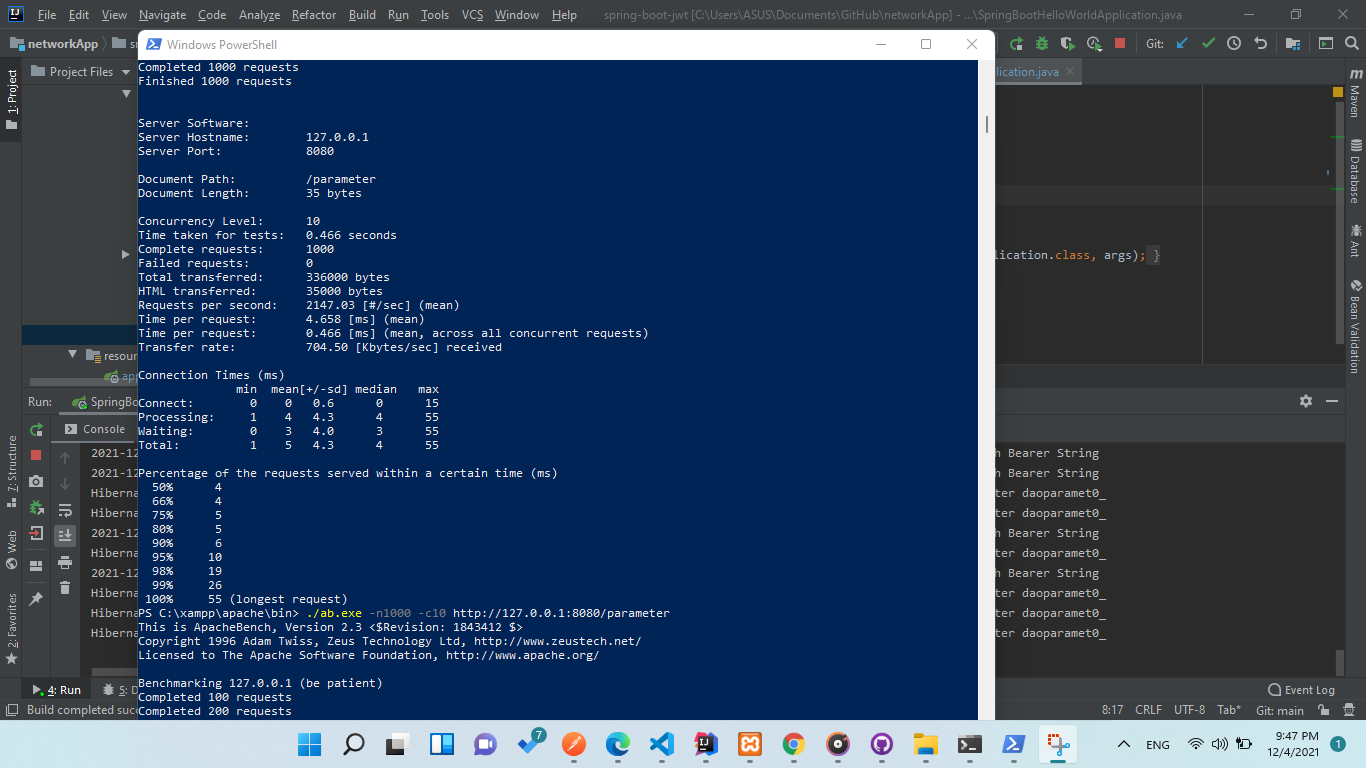 File Edit View Navigate Code Analyze Refactor Build Run Tools VCS Window Help spring-boot-jwt [C:\Users\ASUS\Documents\GitHub\networkApp] - ...\SpringBootHelloWorldApplication.java
networkApp
Git:
Windows PowerShell
Project Files
lication.java
1: Project
Maven
Database
Ant
Bean Validation
Completed 1000 requests
Finished 1000 requests
Server Software:
Server Hostname: 127.0.0.1
Server Port: 8080
Document Path: /parameter
Document Length: 35 bytes
Concurrency Level: 10
Time taken for tests: 0.466 seconds
Complete requests: 1000
Failed requests: 0
Total transferred: 336000 bytes
HTML transferred: 35000 bytes
Requests per second: 2147.03 [#/sec] (mean)
Time per request: 4.658 [ms] (mean)
Time per request: 0.466 [ms] (mean, across all concurrent requests)
Transfer rate: 704.50 [Kbytes/sec] received
Connection Times (ms)
min mean[+/-sd] median max
Connect: 0 0 0.6 0 15
Processing: 1 4 4.3 4 55
Waiting: 0 3 4.0 3 55
Total: 1 5 4.3 4 55
Percentage of the requests served within a certain time (ms)
50% 4
66% 4
75% 5
80% 5
90% 6
95% 10
98% 19
99% 26
100% 55 (longest request)
PS C:\xampp\apache\bin> ./ab.exe -n1000 -c10 http://127.0.0.1:8080/parameter
This is ApacheBench, Version 2.3 <$Revision: 1843412 $>
Copyright 1996 Adam Twiss, Zeus Technology Ltd, http://www.zeustech.net/
Licensed to The Apache Software Foundation, http://www.apache.org/
Benchmarking 127.0.0.1 (be patient)
Completed 100 requests
Completed 200 requests
lication.class, args); }
resour
app
Run: SpringBo
Console
2021-12
2021-12
Hiberna
Hiberna
2021-12
Hiberna
2021-12
Hiberna
Hiberna
Hiberna
h Bearer String
h Bearer String
ter daoparamet0_
ter daoparamet0_
h Bearer String
ter daoparamet0_
h Bearer String
ter daoparamet0_
ter daoparamet0_
ter daoparamet0_
7: Structure
Web
2: Favorites
4: Run 5: D
Event Log
Build completed succ
8:17 CRLF UTF-8 Tab* Git: main
7
ENG
9:47 PM
12/4/2021
1